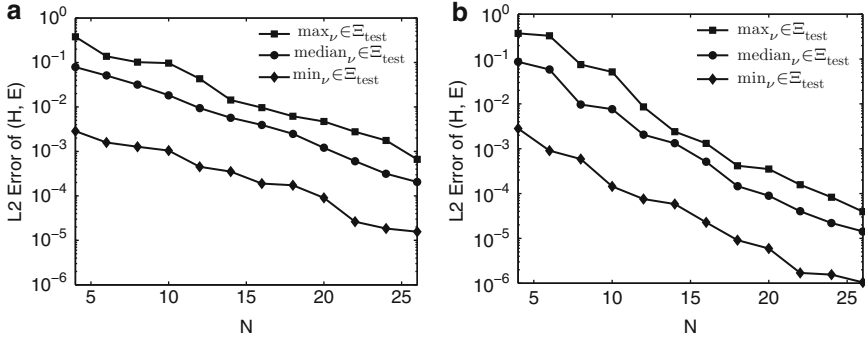 a
L2 Error of (H, E)
10^0
10^-1
10^-2
10^-3
10^-4
10^-5
10^-6
max_ν∈Ξ_test
median_ν∈Ξ_test
min_ν∈Ξ_test
5 10 15 20 25
N
b
L2 Error of (H, E)
10^0
10^-1
10^-2
10^-3
10^-4
10^-5
10^-6
max_ν∈Ξ_test
median_ν∈Ξ_test
min_ν∈Ξ_test
5 10 15 20 25
N